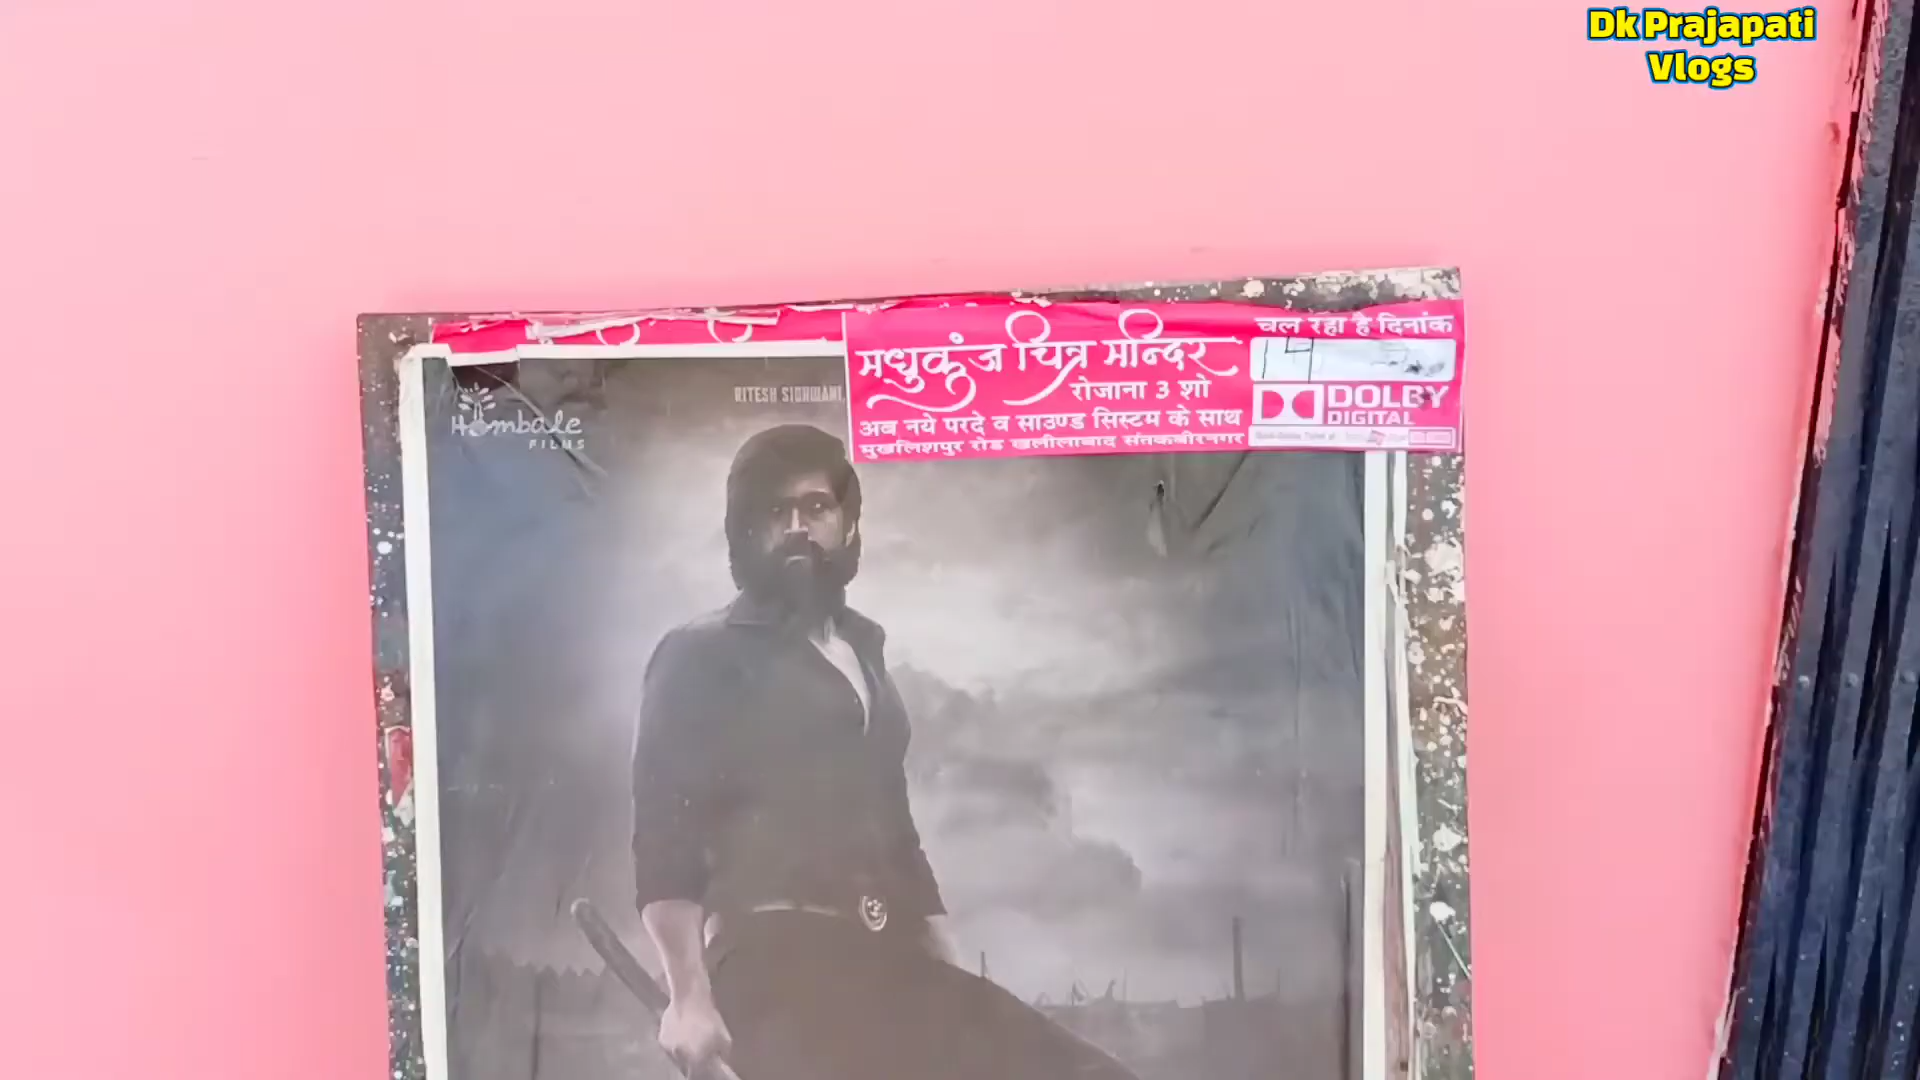 Dk Prajapati
Vlogs
मधुकुंज चित्र मन्दिर
रोजाना 3 शो
अब नये परदे व साउण्ड सिस्टम के साथ
मुखलिशपुर रोड खलीलाबाद संतकबीरनगर
चल रहा है दिनांक
14
DOLBY
DIGITAL
RITESH SIDHWANI,
Hombale
FILMS